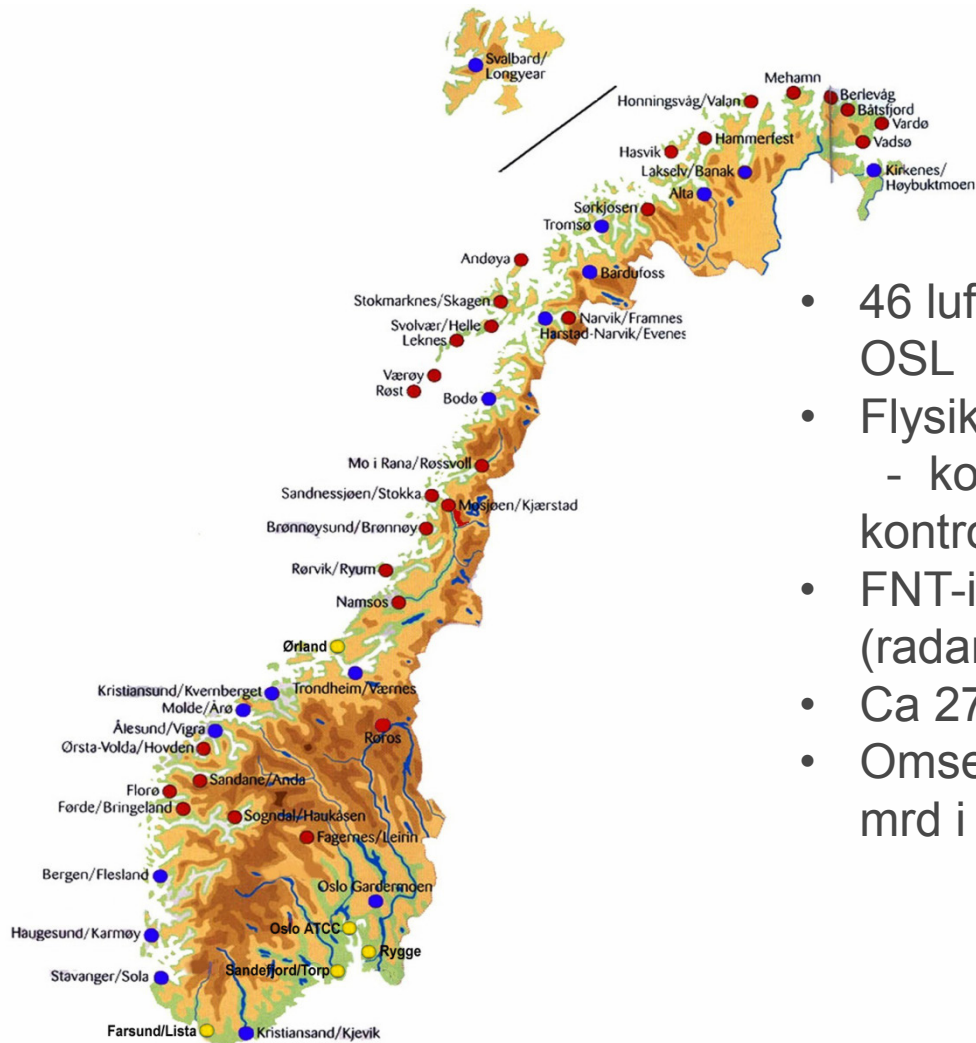 Svalbard/
Longyear
Mehamn
Honningsvåg/Valan
Berlevåg
Båtsfjord
Vardø
Hammerfest
Vadsø
Hasvik
Lakselv/Banak
Kirkenes/
Høybuktmoen
Alta
Sørkjosen
Tromsø
Andøya
Bardufoss
Stokmarknes/Skagen
Narvik/Framnes
Svolvær/Helle
Harstad-Narvik/Evenes
Leknes
Værøy
Røst
Bodø
Mo i Rana/Røssvoll
Sandnessjøen/Stokka
Mosjøen/Kjærstad
Brønnøysund/Brønnøy
Rørvik/Ryum
Namsos
Ørland
Trondheim/Værnes
Kristiansund/Kvernberget
Molde/Årø
Ålesund/Vigra
Røros
Ørsta-Volda/Hovden
Sandane/Anda
Florø
Førde/Bringeland
Sogndal/Haukåsen
Fagernes/Leirin
Bergen/Flesland
Oslo Gardermoen
Oslo ATCC
Haugesund/Karmøy
Rygge
Sandefjord/Torp
Stavanger/Sola
Farsund/Lista
Kristiansand/Kjevik
• 46 luf
OSL
• Flysik
- ko
kontro
• FNT-i
(radar
• Ca 27
• Omse
mrd i